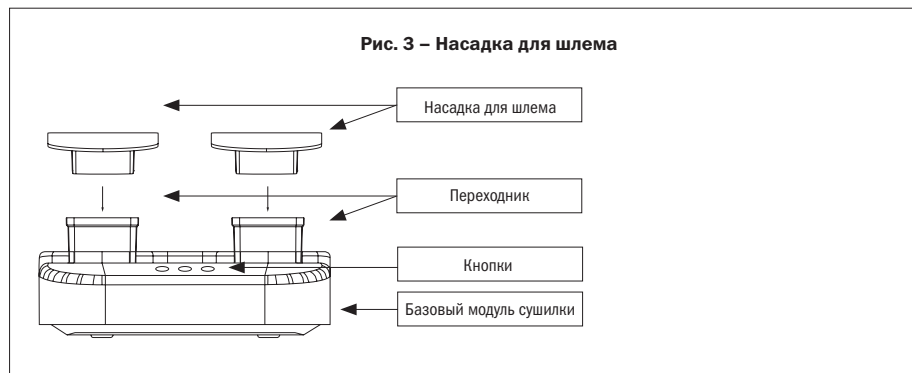 Рис. 3 – Насадка для шлема
Насадка для шлема
Переходник
Кнопки
Базовый модуль сушилки